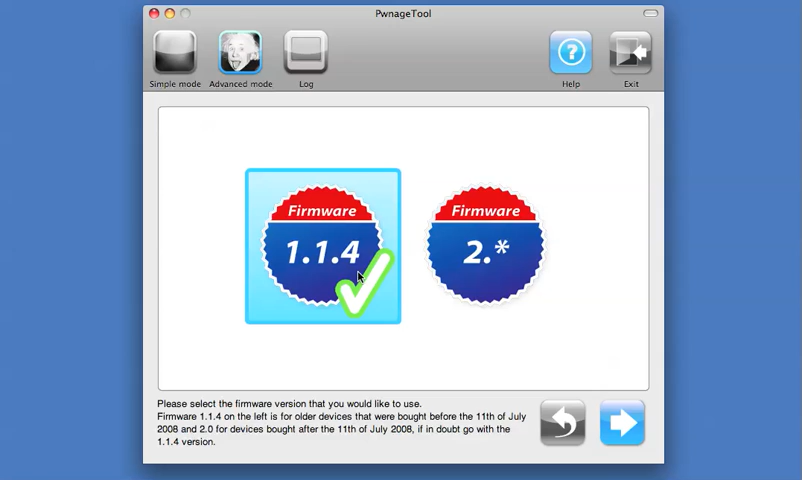 PwnageTool
Simple mode
Advanced mode
Log
Help
Exit
Firmware
1.1.4
Firmware
2.*
Please select the firmware version that you would like to use.
Firmware 1.1.4 on the left is for older devices that were bought before the 11th of July
2008 and 2.0 for devices bought after the 11th of July 2008, if in doubt go with the
1.1.4 version.